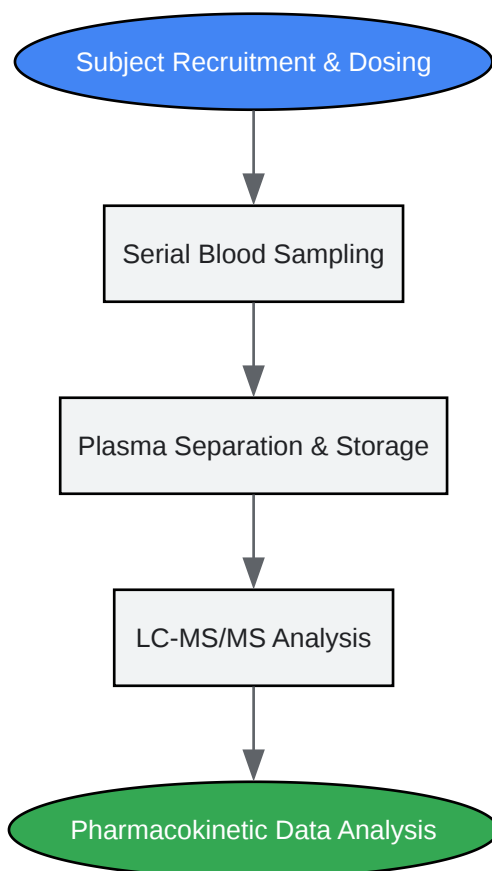 Subject Recruitment & Dosing
Serial Blood Sampling
Plasma Separation & Storage
LC-MS/MS Analysis
Pharmacokinetic Data Analysis